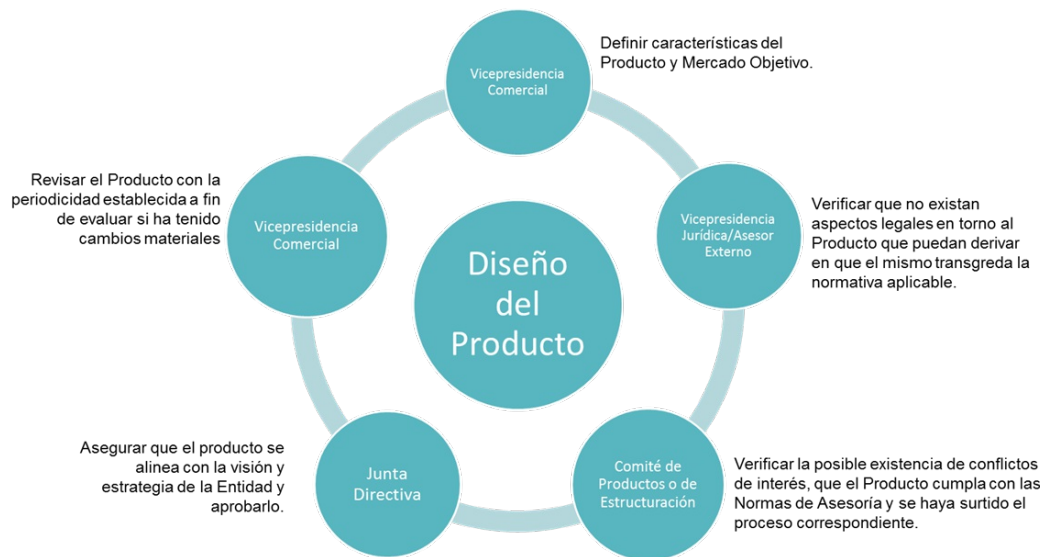 Vicepresidencia
Comercial
Definir características del
Producto y Mercado Objetivo.
Vicepresidencia
Jurídica/Asesor
Externo
Verificar que no existan
aspectos legales en torno al
Producto que puedan derivar
en que el mismo transgreda la
normativa aplicable.
Comité de
Productos o de
Estructuración
Verificar la posible existencia de conflictos
de interés, que el Producto cumpla con las
Normas de Asesoría y se haya surtido el
proceso correspondiente.
Junta
Directiva
Asegurar que el producto se
alinea con la visión y
estrategia de la Entidad y
aprobarlo.
Vicepresidencia
Comercial
Revisar el Producto con la
periodicidad establecida a fin
de evaluar si ha tenido
cambios materiales
Diseño
del
Producto